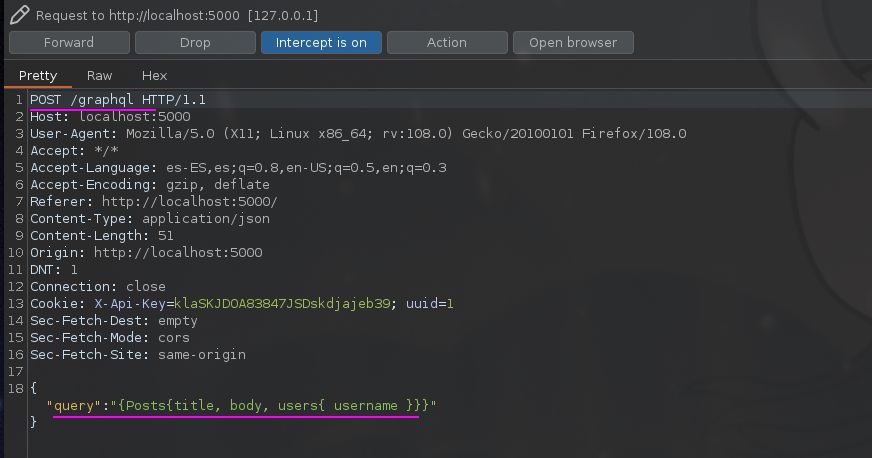 Request to http://localhost:5000 [127.0.0.1]
Forward Drop Intercept is on Action Open browser
Pretty Raw Hex
1 POST /graphql HTTP/1.1
2 Host: localhost:5000
3 User-Agent: Mozilla/5.0 (X11; Linux x86_64; rv:108.0) Gecko/20100101 Firefox/108.0
4 Accept: */*
5 Accept-Language: es-ES,es;q=0.8,en-US;q=0.5,en;q=0.3
6 Accept-Encoding: gzip, deflate
7 Referer: http://localhost:5000/
8 Content-Type: application/json
9 Content-Length: 51
10 Origin: http://localhost:5000
11 DNT: 1
12 Connection: close
13 Cookie: X-Api-Key=klaSKJDOA83847JSDskdjajeb39; uuid=1
14 Sec-Fetch-Dest: empty
15 Sec-Fetch-Mode: cors
16 Sec-Fetch-Site: same-origin
17
18 {
"query":"{Posts{title, body, users{ username }}}"
}